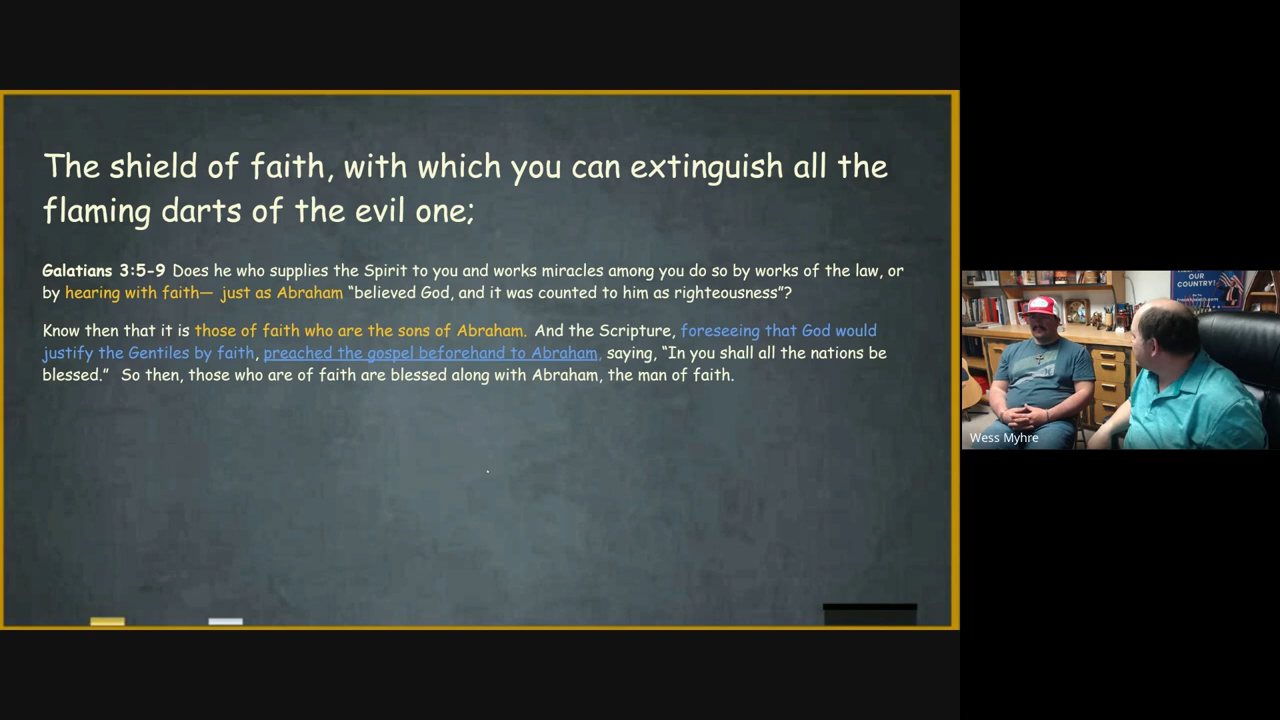 The shield of faith, with which you can extinguish all the
flaming darts of the evil one;
Galatians 3:5-9 Does he who supplies the Spirit to you and works miracles among you do so by works of the law, or
by hearing with faith— just as Abraham “believed God, and it was counted to him as righteousness”?
Know then that it is those of faith who are the sons of Abraham. And the Scripture, foreseeing that God would
justify the Gentiles by faith, preached the gospel beforehand to Abraham, saying, “In you shall all the nations be
blessed.” So then, those who are of faith are blessed along with Abraham, the man of faith.
OUR
COUNTRY!
Wess Myhre